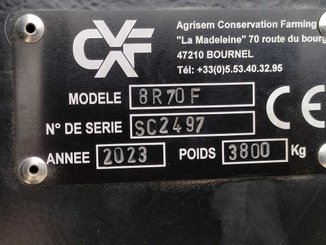 CXF
Agrisem Conservation Farming
"La Madeleine" 70 route du bourg
47210 BOURNEL
Tél: +33(0)5.53.40.32.95
MODELE 8R70F
N° DE SERIE SC2497
CE
ANNEE 2023 POIDS 3800 Kg